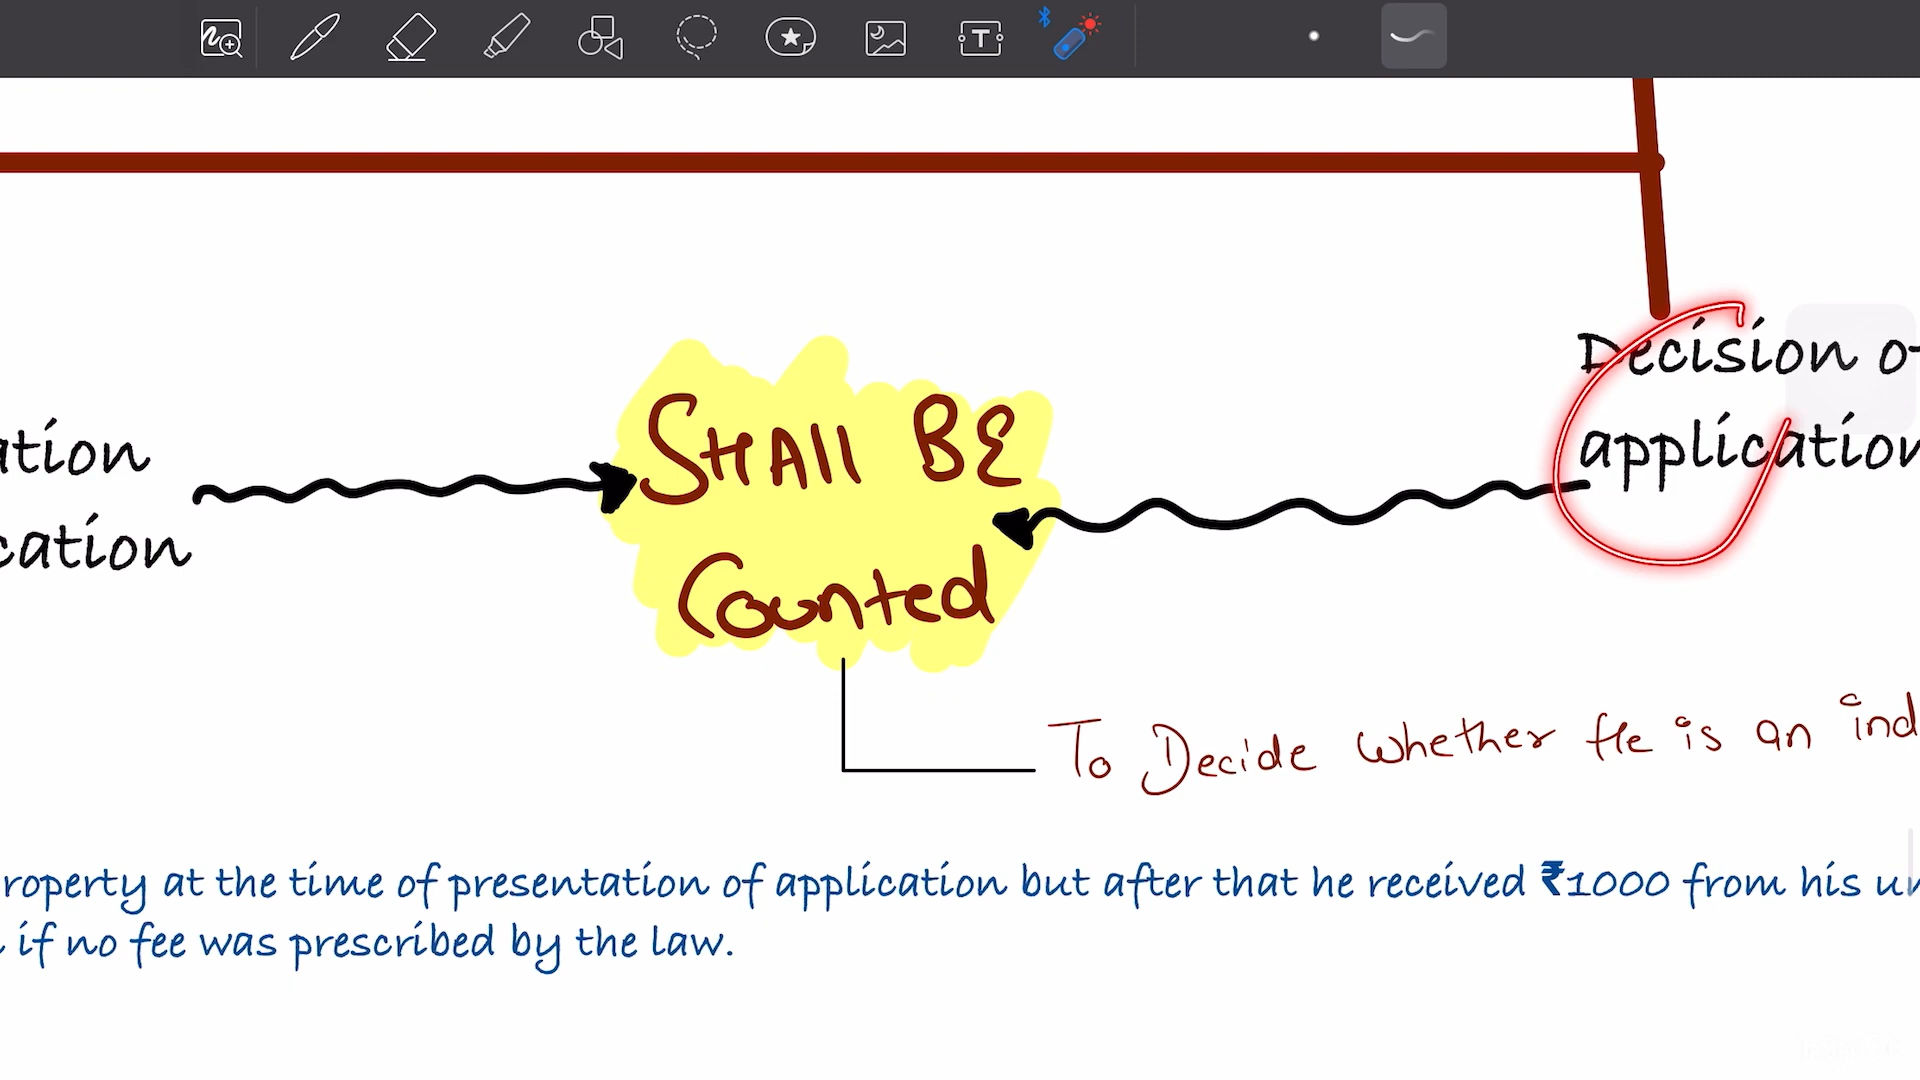 Decision of
application
ation
cation
SHAll BE
Counted
To Decide whether He is an ind
roperty at the time of presentation of application but after that he received ₹1000 from his un
if no fee was prescribed by the law.